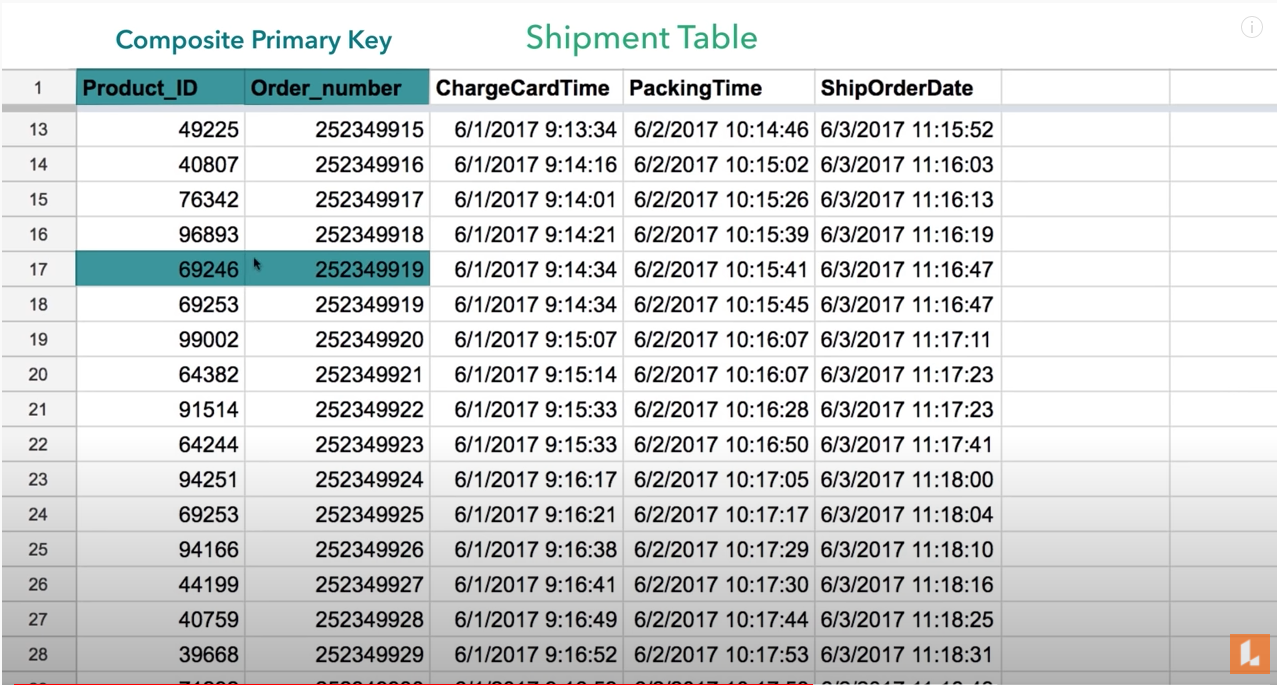 Composite Primary Key Shipment Table
1 Product_ID Order_number ChargeCardTime PackingTime ShipOrderDate
13 49225 252349915 6/1/2017 9:13:34 6/2/2017 10:14:46 6/3/2017 11:15:52
14 40807 252349916 6/1/2017 9:14:16 6/2/2017 10:15:02 6/3/2017 11:16:03
15 76342 252349917 6/1/2017 9:14:01 6/2/2017 10:15:26 6/3/2017 11:16:13
16 96893 252349918 6/1/2017 9:14:21 6/2/2017 10:15:39 6/3/2017 11:16:19
17 69246 252349919 6/1/2017 9:14:34 6/2/2017 10:15:41 6/3/2017 11:16:47
18 69253 252349919 6/1/2017 9:14:34 6/2/2017 10:15:45 6/3/2017 11:16:47
19 99002 252349920 6/1/2017 9:15:07 6/2/2017 10:16:07 6/3/2017 11:17:11
20 64382 252349921 6/1/2017 9:15:14 6/2/2017 10:16:07 6/3/2017 11:17:23
21 91514 252349922 6/1/2017 9:15:33 6/2/2017 10:16:28 6/3/2017 11:17:23
22 64244 252349923 6/1/2017 9:15:33 6/2/2017 10:16:50 6/3/2017 11:17:41
23 94251 252349924 6/1/2017 9:16:17 6/2/2017 10:17:05 6/3/2017 11:18:00
24 69253 252349925 6/1/2017 9:16:21 6/2/2017 10:17:17 6/3/2017 11:18:04
25 94166 252349926 6/1/2017 9:16:38 6/2/2017 10:17:29 6/3/2017 11:18:10
26 44199 252349927 6/1/2017 9:16:41 6/2/2017 10:17:30 6/3/2017 11:18:16
27 40759 252349928 6/1/2017 9:16:49 6/2/2017 10:17:44 6/3/2017 11:18:25
28 39668 252349929 6/1/2017 9:16:52 6/2/2017 10:17:53 6/3/2017 11:18:31